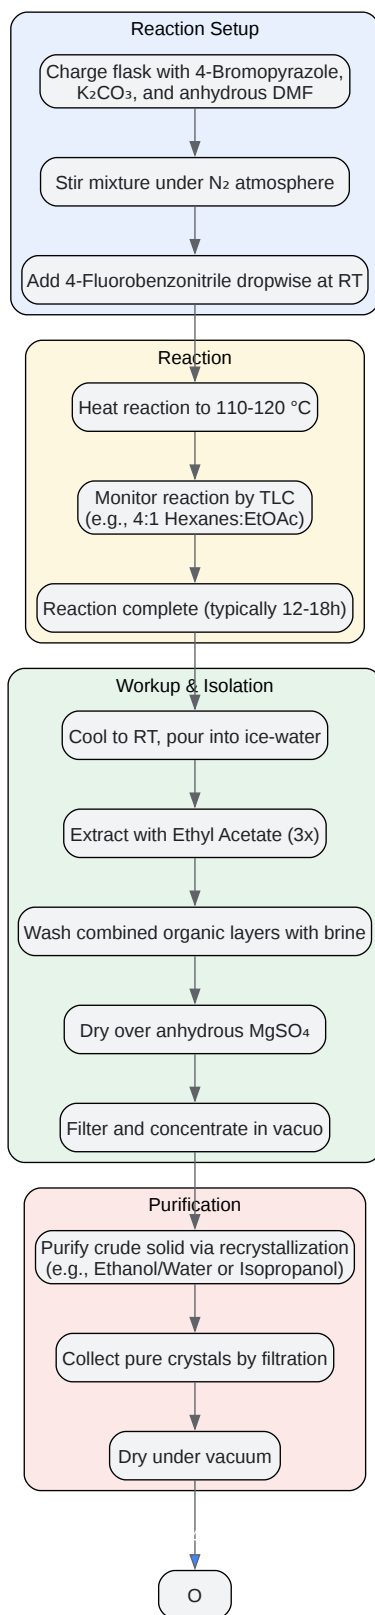 Reaction Setup
Charge flask with 4-Bromopyrazole,
K₂CO₃, and anhydrous DMF
Stir mixture under N₂ atmosphere
Add 4-Fluorobenzonitrile dropwise at RT
Reaction
Heat reaction to 110-120 °C
Monitor reaction by TLC
(e.g., 4:1 Hexanes:EtOAc)
Reaction complete (typically 12-18h)
Workup & Isolation
Cool to RT, pour into ice-water
Extract with Ethyl Acetate (3x)
Wash combined organic layers with brine
Dry over anhydrous MgSO₄
Filter and concentrate in vacuo
Purification
Purify crude solid via recrystallization
(e.g., Ethanol/Water or Isopropanol)
Collect pure crystals by filtration
Dry under vacuum
O